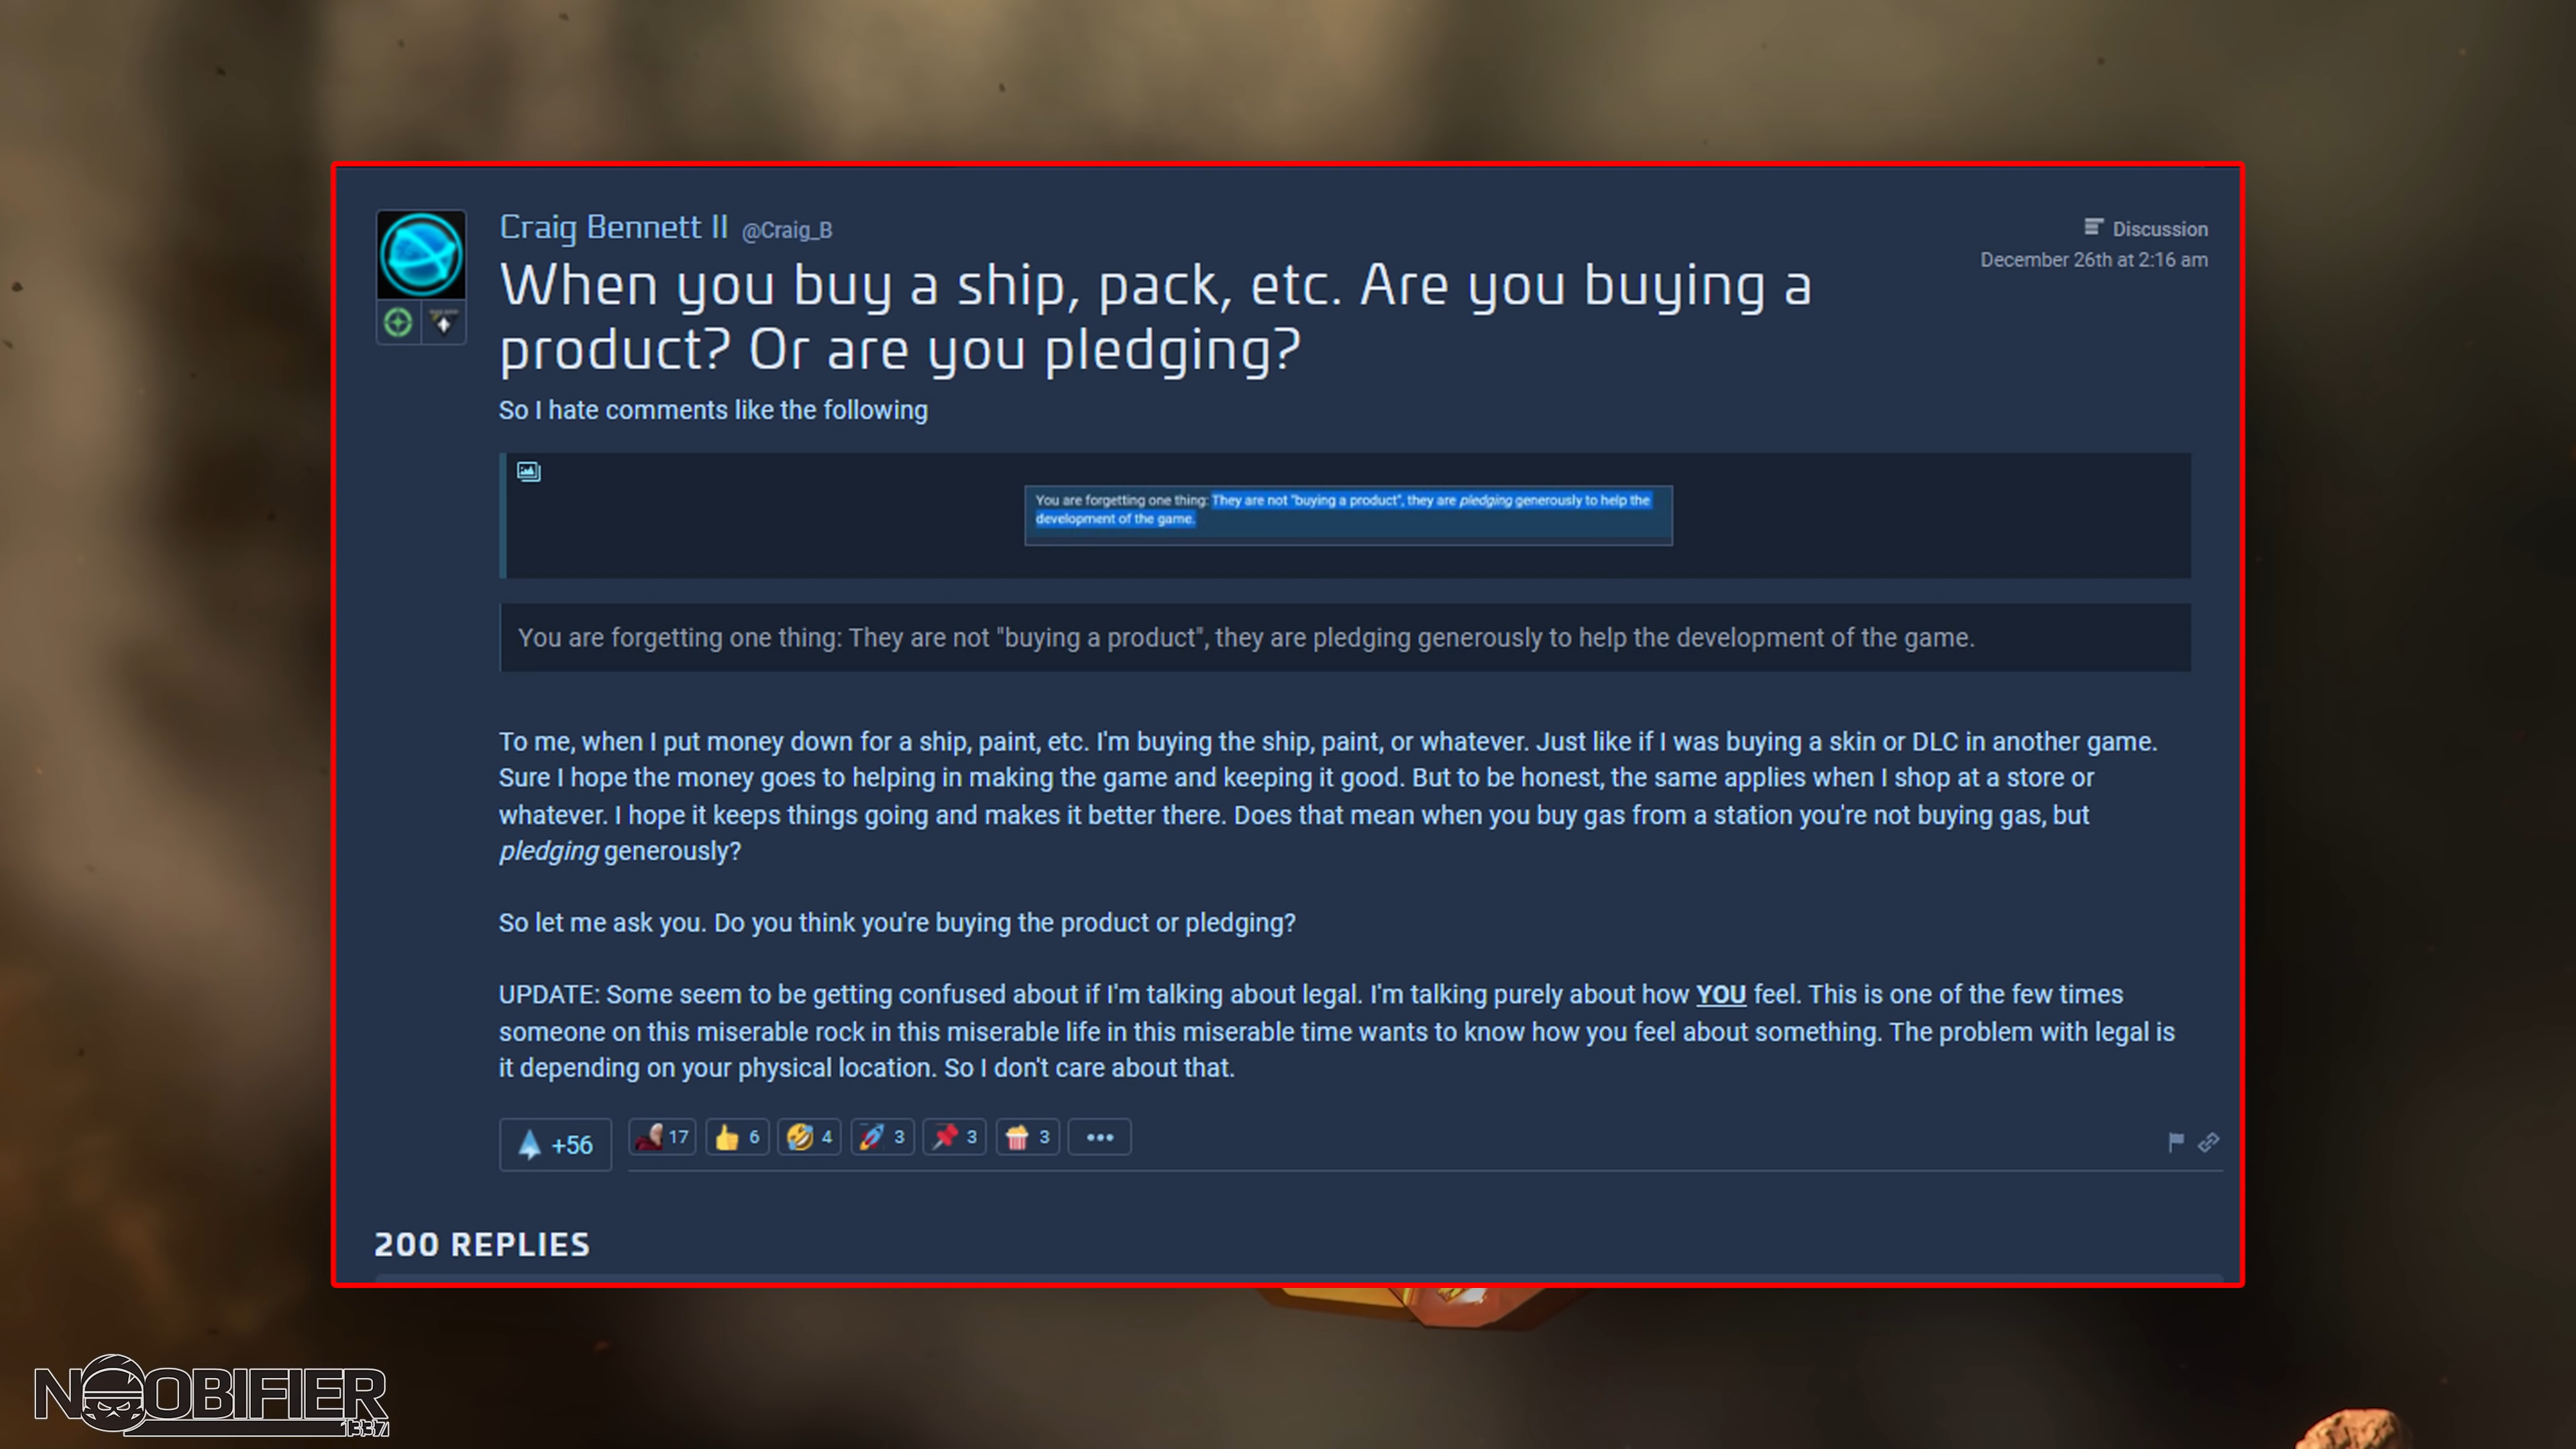 Craig Bennett II @Craig_B
Discussion
December 26th at 2:16 am
When you buy a ship, pack, etc. Are you buying a
product? Or are you pledging?
So I hate comments like the following
You are forgetting one thing: They are not "buying a product", they are pledging generously to help the
development of the game.
You are forgetting one thing: They are not "buying a product", they are pledging generously to help the development of the game.
To me, when I put money down for a ship, paint, etc. I'm buying the ship, paint, or whatever. Just like if I was buying a skin or DLC in another game.
Sure I hope the money goes to helping in making the game and keeping it good. But to be honest, the same applies when I shop at a store or
whatever. I hope it keeps things going and makes it better there. Does that mean when you buy gas from a station you're not buying gas, but
pledging generously?
So let me ask you. Do you think you're buying the product or pledging?
UPDATE: Some seem to be getting confused about if I'm talking about legal. I'm talking purely about how YOU feel. This is one of the few times
someone on this miserable rock in this miserable life in this miserable time wants to know how you feel about something. The problem with legal is
it depending on your physical location. So I don't care about that.
+56 17 6 4 3 3 3
200 REPLIES
NOOBIFIER
1337